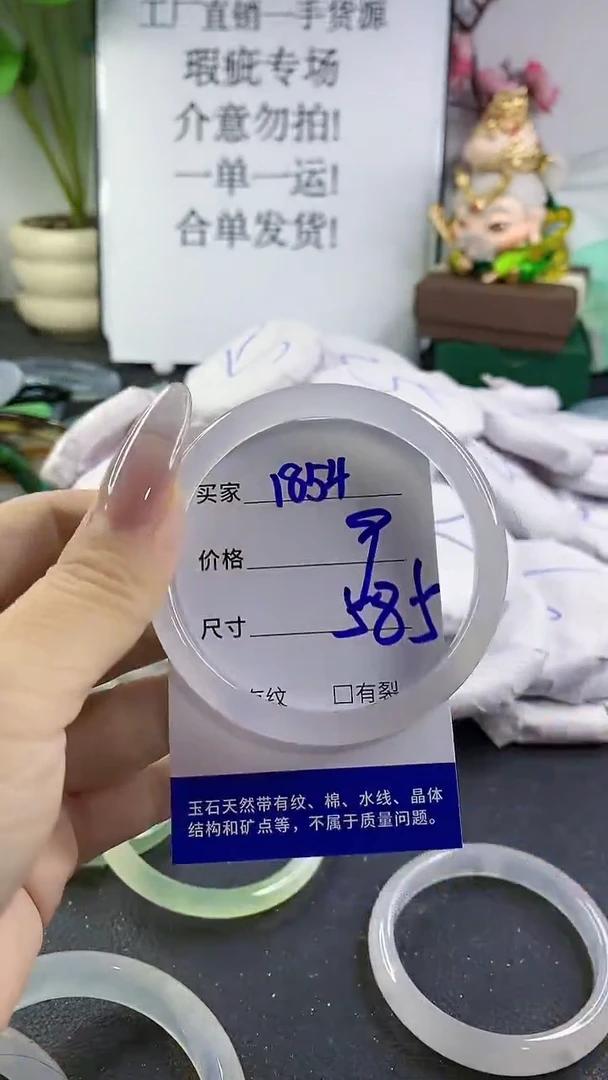 工厂直销一手货源
瑕疵专场
介意勿拍!
一单一运!
合单发货!
买家 1854
价格
尺寸 585
纹 □有裂
玉石天然带有纹、棉、水线、晶体
结构和矿点等，不属于质量问题。